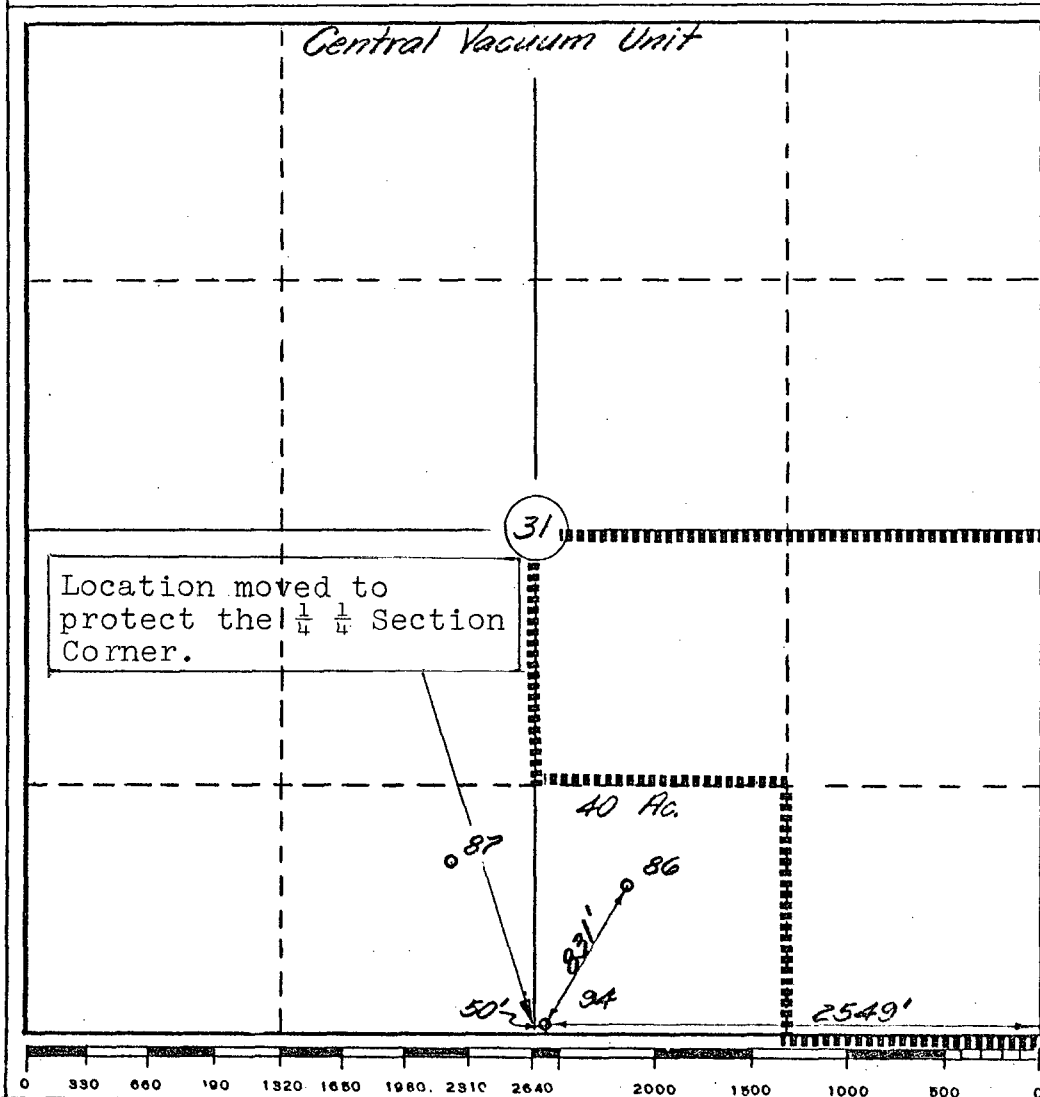 Central Vacuum Unit
31
Location moved to
protect the ¼ ¼ Section
Corner.
40 Ac.
87
86
831'
50'
94
2549'
0 330 660 190 1320 1650 1980. 2310 2640 2000 1500 1000 500 0